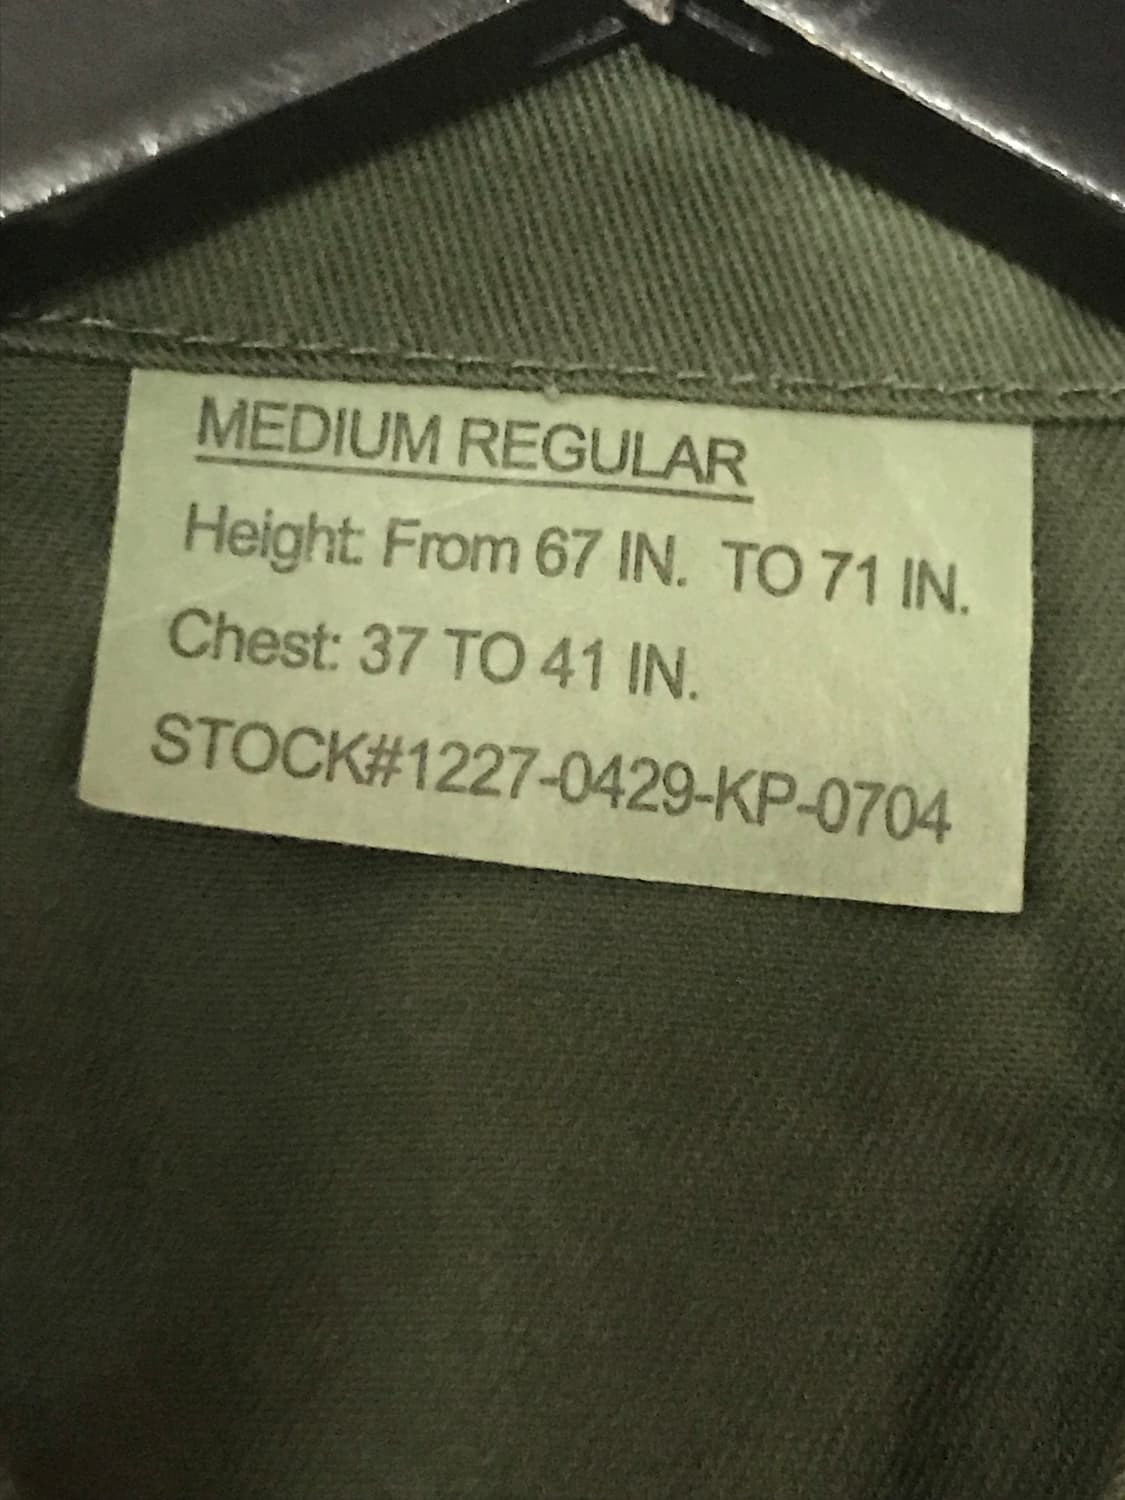 MEDIUM REGULAR
Height: From 67 IN. TO 71 IN.
Chest: 37 TO 41 IN.
STOCK#1227-0429-KP-0704